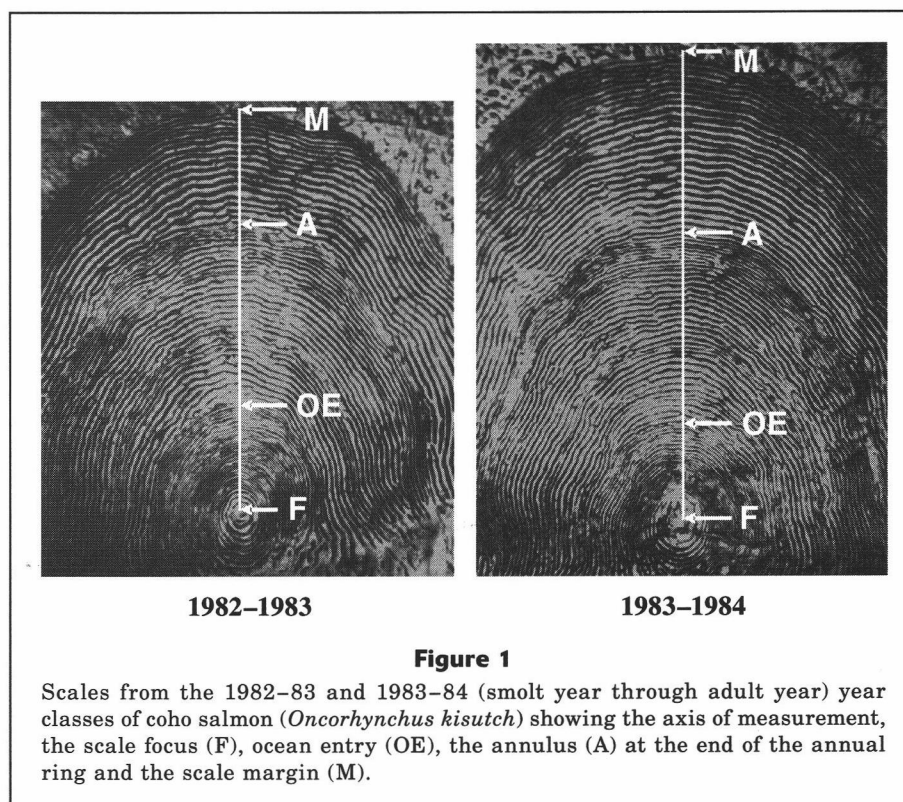 M
A
OE
F
M
A
OE
F
1982–1983
1983–1984
Figure 1
Scales from the 1982–83 and 1983–84 (smolt year through adult year) year
classes of coho salmon (Oncorhynchus kisutch) showing the axis of measurement,
the scale focus (F), ocean entry (OE), the annulus (A) at the end of the annual
ring and the scale margin (M).